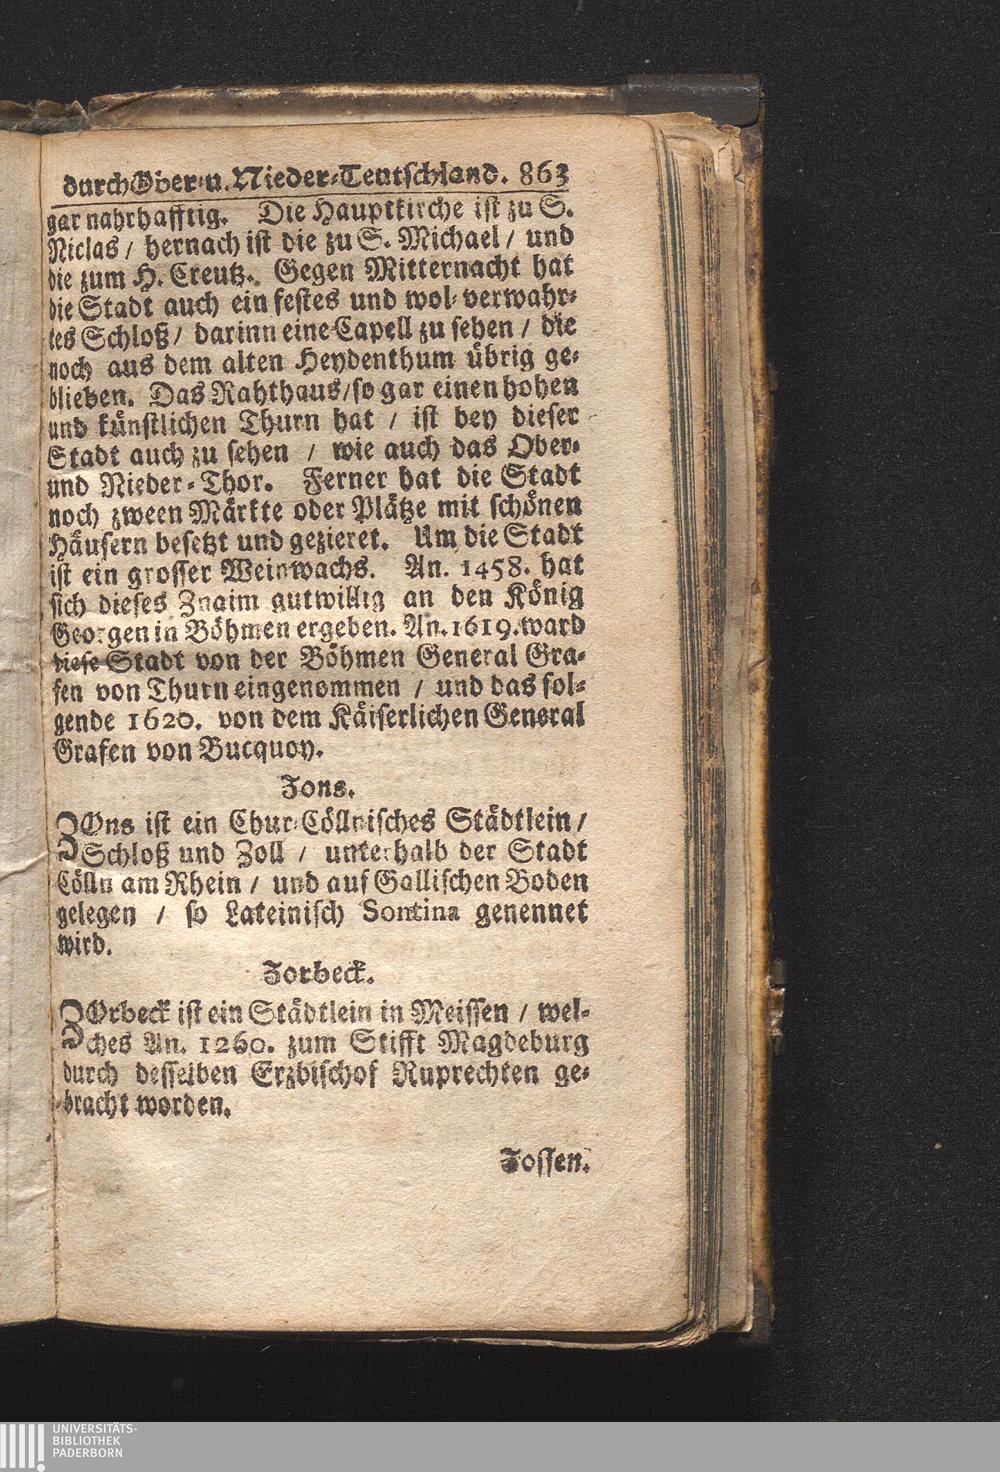 durch Ober- u. Nieder-Teutschland. 863
gar nahrhafftig. Die Hauptkirche ist zu S.
Niclas / hernach ist die zu S. Michael / und
die zum H. Creutz. Gegen Mitternacht hat
die Stadt auch ein festes und wol-verwahr-
tes Schloß / darinn eine Capell zu sehen / die
noch aus dem alten Heydenthum übrig ge-
blieben. Das Rahthaus / so gar einen hohen
und künstlichen Thurn hat / ist bey dieser
Stadt auch zu sehen / wie auch das Ober-
und Nieder-Thor. Ferner hat die Stadt
noch zween Märkte oder Plätze mit schönen
Häusern besetzt und gezieret. Um die Stadt
ist ein grosser Weinwachs. An. 1458. hat
sich dieses Znaim gutwillig an den König
Georgen in Böhmen ergeben. An. 1619. ward
diese Stadt von der Böhmen General Gra-
fen von Thurn eingenommen / und das fol-
gende 1620. von dem Käiserlichen General
Grafen von Bucquoy.
Zons.
ZOns ist ein Chur-Cöllnisches Städtlein /
Schloß und Zoll / unterhalb der Stadt
Cölln am Rhein / und auf Gallischen Boden
gelegen / so Lateinisch Sontina genennet
wird.
Zorbeck.
ZOrbeck ist ein Städtlein in Meissen / wel-
ches An. 1260. zum Stifft Magdeburg
durch desselben Erzbischof Ruprechten ge-
bracht worden.
Zossen.
UNIVERSITÄTS-
BIBLIOTHEK
PADERBORN